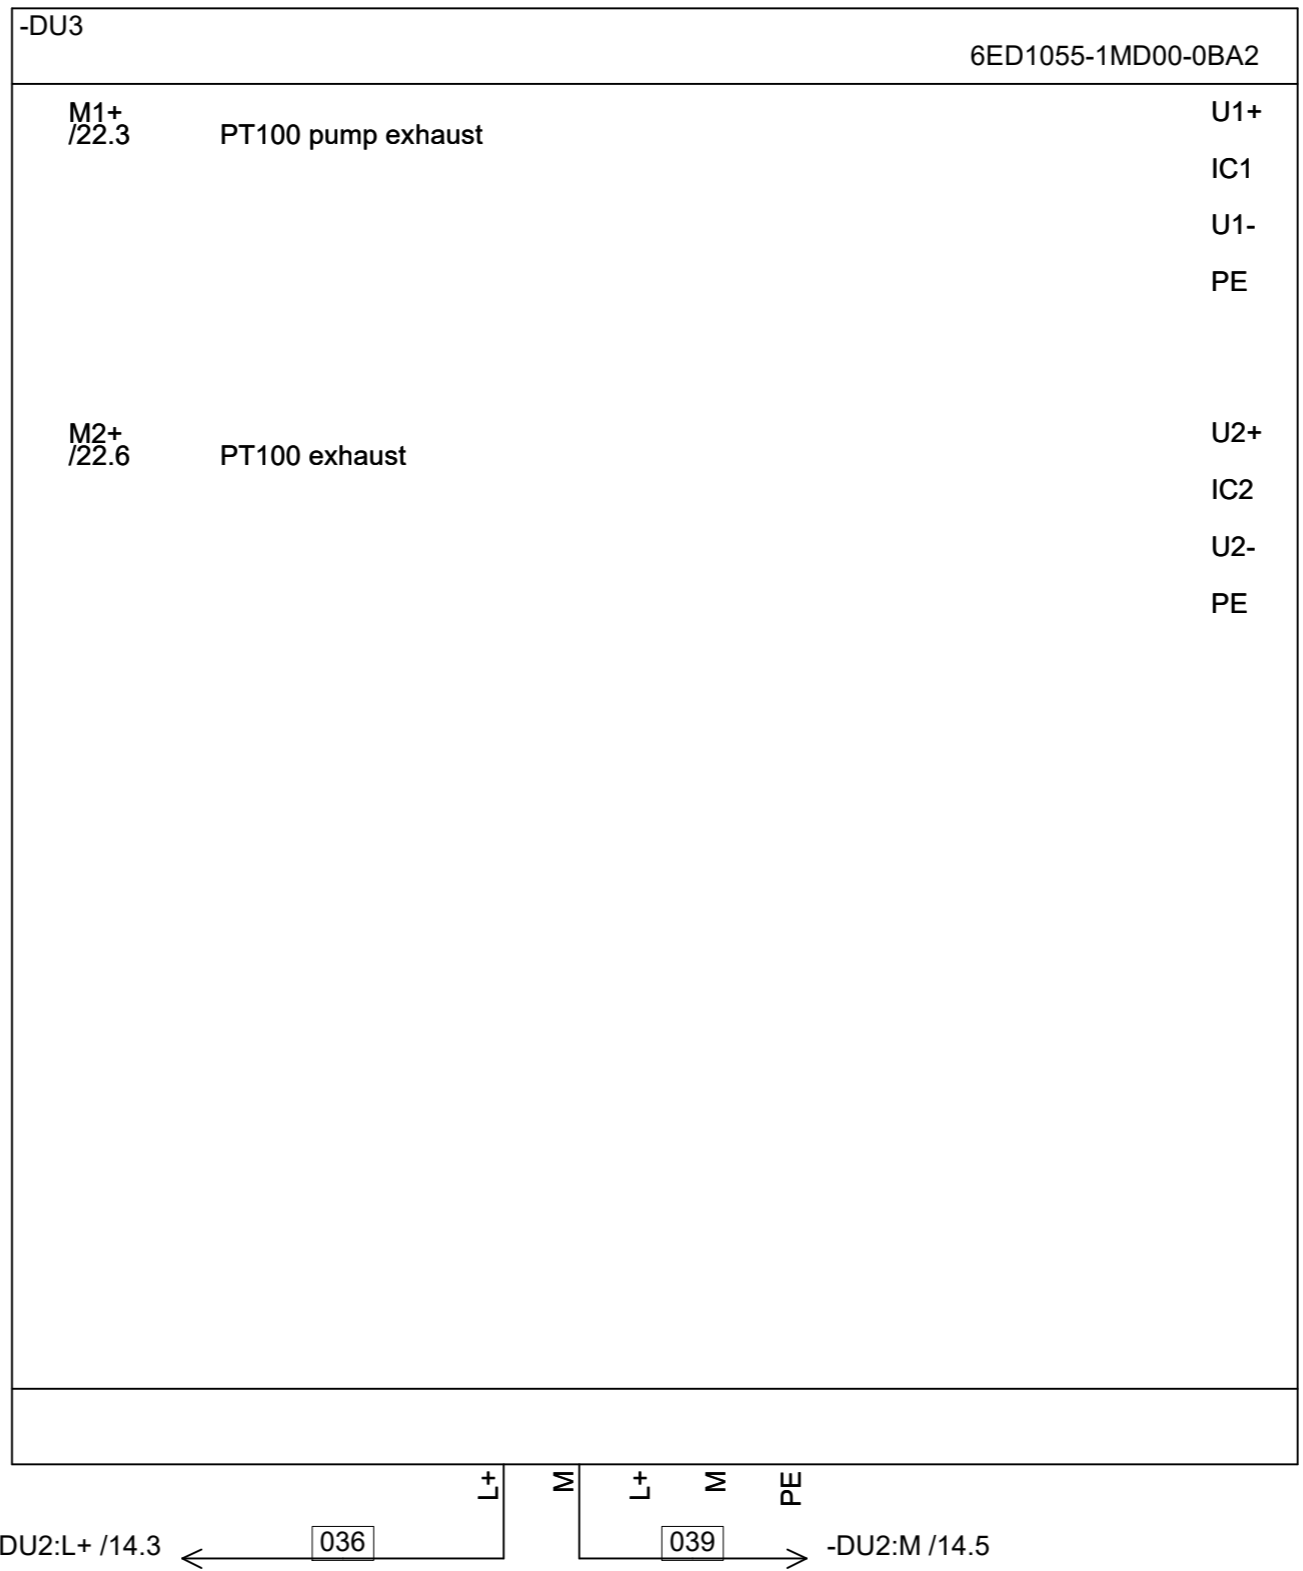 -DU3
6ED1055-1MD00-0BA2
M1+
/22.3
PT100 pump exhaust
U1+
IC1
U1-
PE
M2+
/22.6
PT100 exhaust
U2+
IC2
U2-
PE
L+
M
L+
M
PE
DU2:L+ /14.3
036
039
-DU2:M /14.5